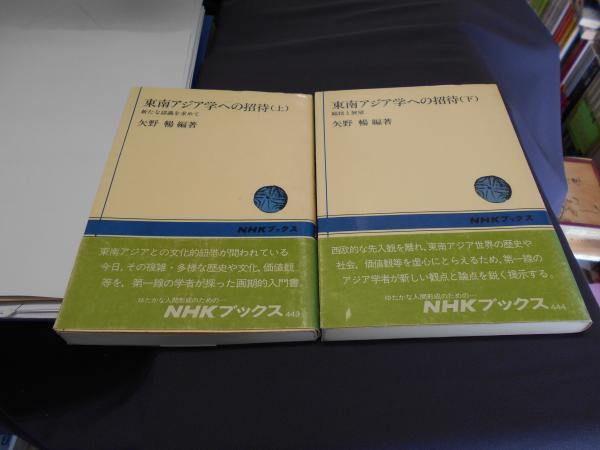 東南アジア学への招待(上)
新たな認識を求めて
矢野 暢 編著
NHKブックス
東南アジアとの文化的紐帯が問われている
今日、その複雑・多様な歴史や文化、価値観
等を、第一線の学者が探った画期的入門書。
ゆたかな人間形成のための
NHKブックス 443
東南アジア学への招待(下)
矢野 暢 編著
NHKブックス
西欧的な先入観を離れ、東南アジア世界の歴史や
社会、価値観等を虚心にとらえるため、第一線の
アジア学者が新しい観点と論点を鋭く提示する。
ゆたかな人間形成のための
NHKブックス 444